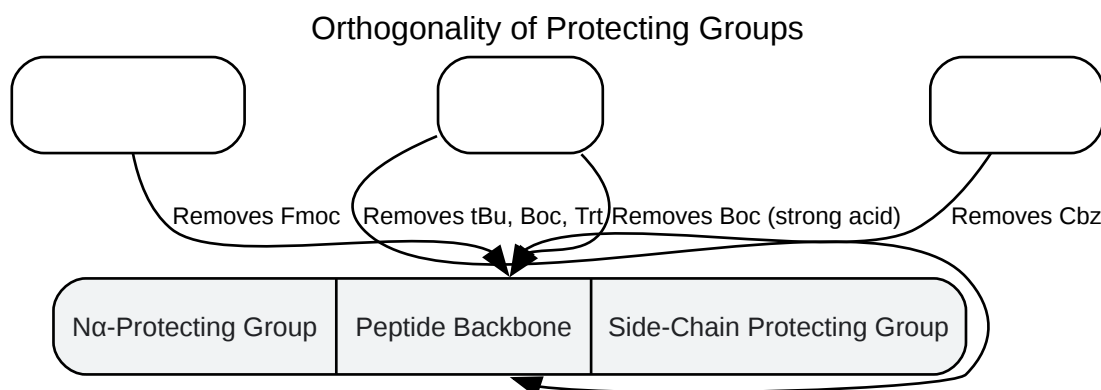 Orthogonality of Protecting Groups
Removes Fmoc
Removes tBu, Boc, Trt
Removes Boc (strong acid)
Removes Cbz
Nα-Protecting Group
Peptide Backbone
Side-Chain Protecting Group